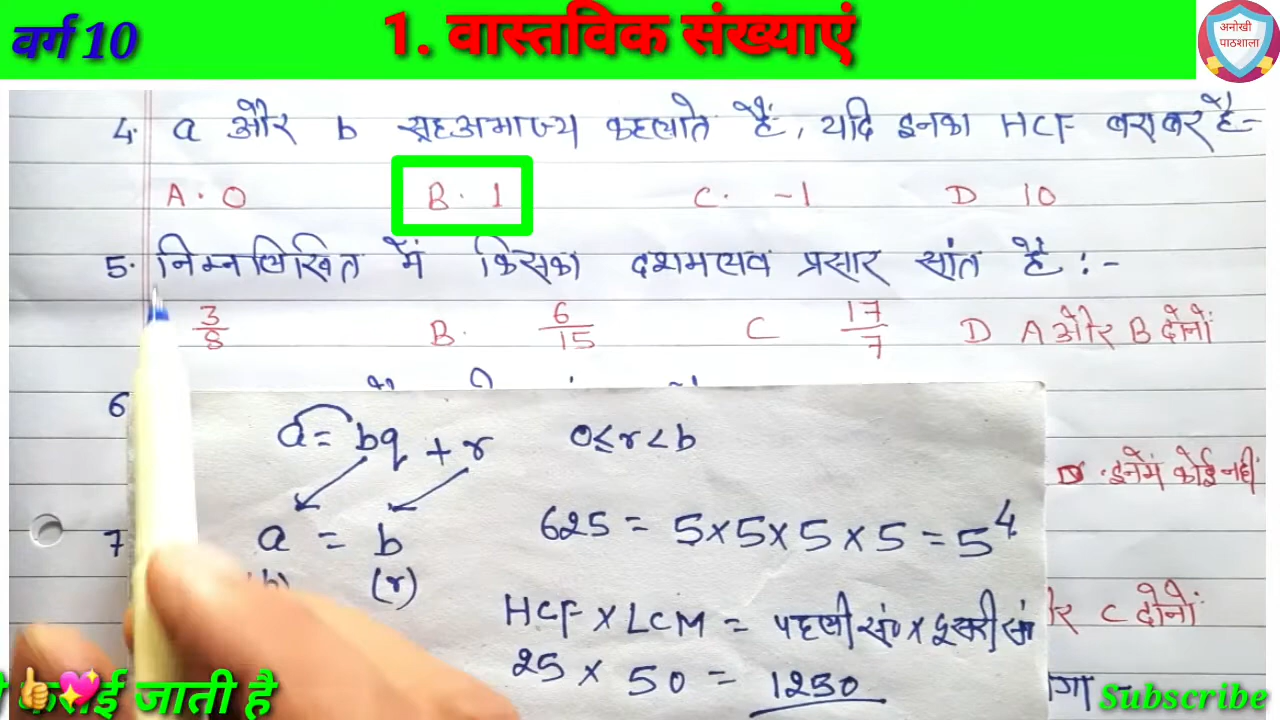 वर्ग 10
1. वास्तविक संख्याएं
अनोखी
पाठशाला
4. a और b सहअभाज्य कहलाते हैं, यदि इनका HCF बराबर है-
A. 0 B. 1 C. -1 D 10
5. निम्नलिखित में किसका दशमलव प्रसार सांत है :-
3/8 B. 6/15 C 17/7 D A और B दोनों
6
a = bq + r 0≤r<b
इनमें कोई नहीं
625 = 5×5×5×5 = 5^4
7 a = b
(b) (r)
HCF × LCM = पहली सं० × दूसरी सं०
C दोनों
25 × 50 = 1250
जाती है
Subscribe